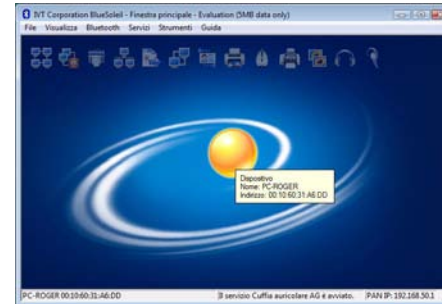 IVT Corporation BlueSoleil - Finestra principale - Evaluation (5MB data only)
File Visualizza Bluetooth Servizi Strumenti Guida
Dispositivo
Nome: PC-ROGER
Indirizzo: 00:10:60:31:A6:DD
PC-ROGER 00:10:60:31:A6:DD Il servizio Cuffia auricolare AG è avviato. PAN IP: 192.168.50.1